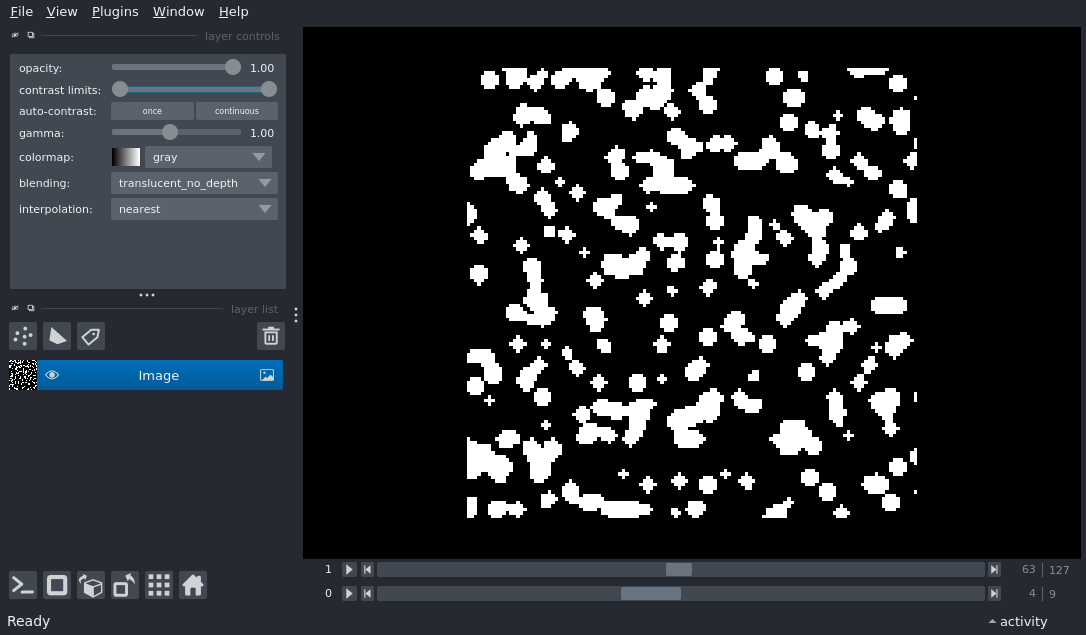 File View Plugins Window Help
layer controls
opacity: 1.00
contrast limits:
auto-contrast: once continuous
gamma: 1.00
colormap: gray
blending: translucent_no_depth
interpolation: nearest
layer list
Image
1 63 127
0 4 9
Ready activity